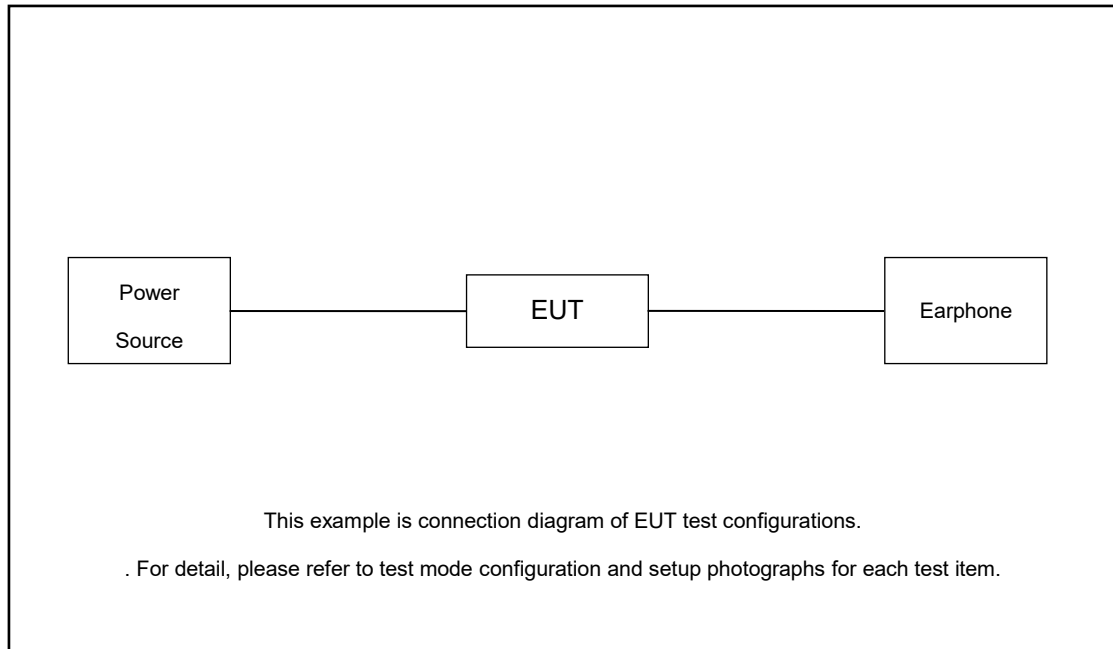 Power
Source
EUT
Earphone
This example is connection diagram of EUT test configurations.
. For detail, please refer to test mode configuration and setup photographs for each test item.